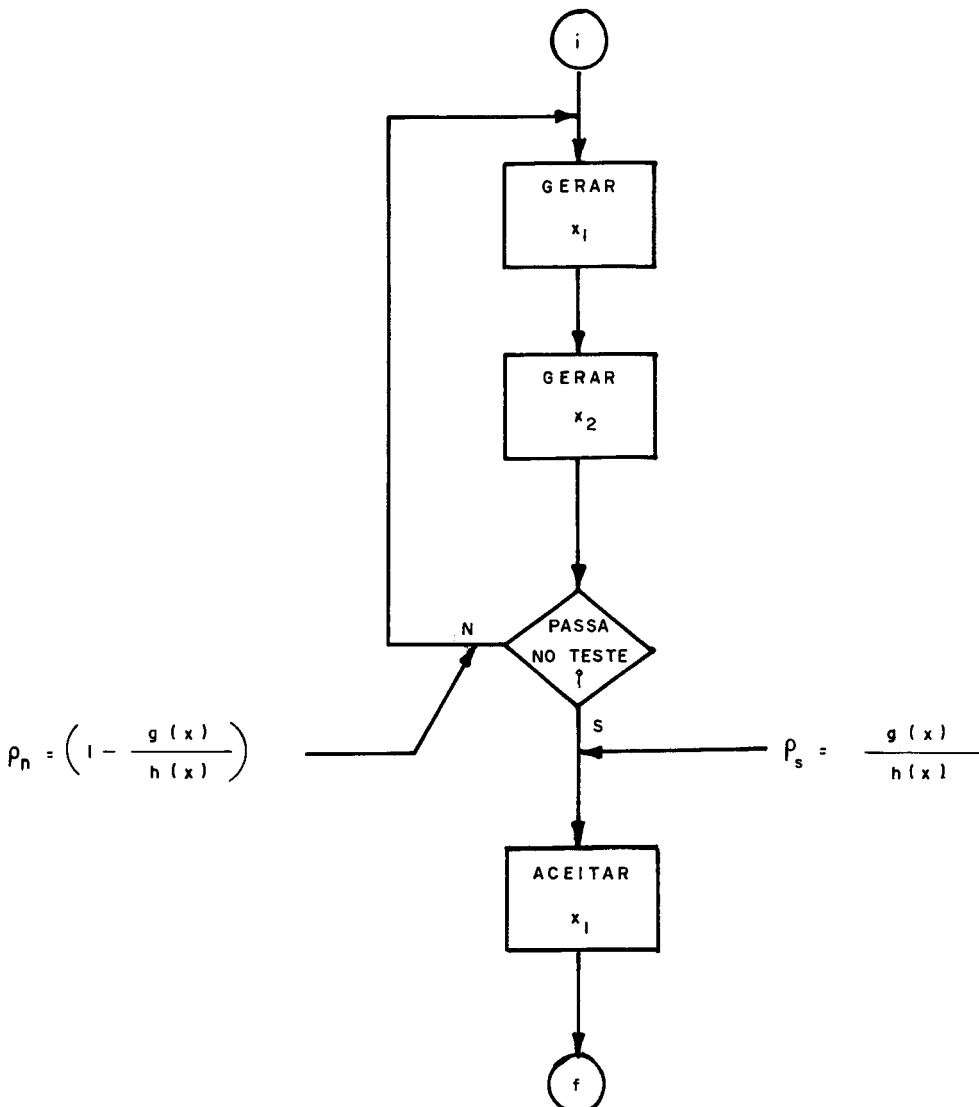 i
GERAR
x₁
GERAR
x₂
N
PASSA
NO TESTE
?
S
ρₙ = (1 - g(x) / h(x))
ρₛ = g(x) / h(x)
ACEITAR
x₁
f